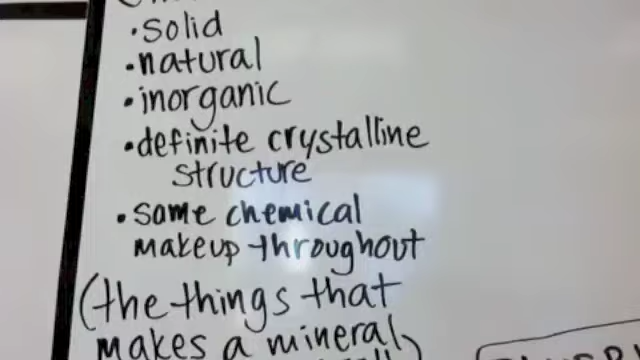 •solid
•natural
•inorganic
•definite crystalline
structure
•same chemical
makeup throughout
(the things that
makes a mineral